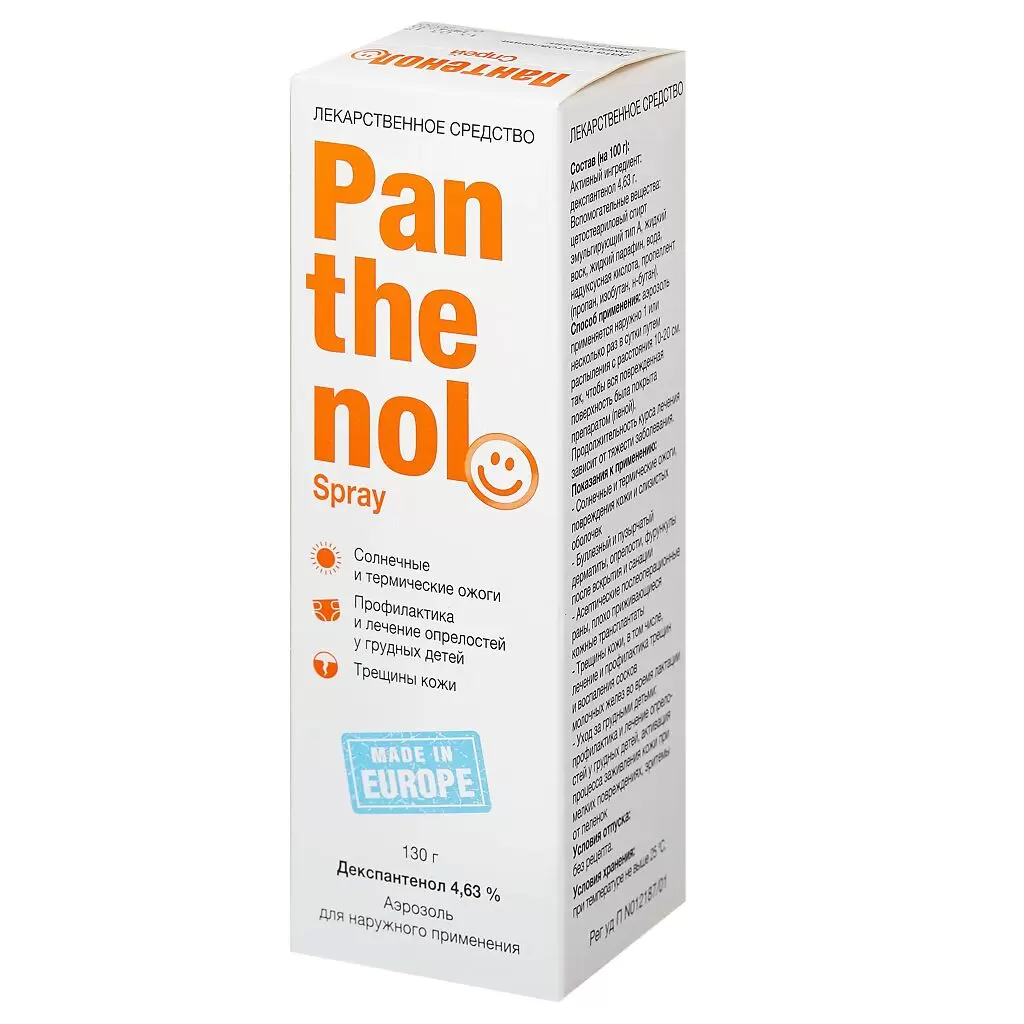 Пантенол
Спрей
ЛЕКАРСТВЕННОЕ СРЕДСТВО
Pan
the
nol
Spray
Солнечные
и термические ожоги
Профилактика
и лечение опрелостей
у грудных детей
Трещины кожи
MADE IN
EUROPE
130 г
Декспантенол 4,63 %
Аэрозоль
для наружного применения
ЛЕКАРСТВЕННОЕ СРЕДСТВО
Состав (на 100 г):
Активный ингредиент:
декспантенол 4,63 г.
Вспомогательные вещества:
цетостеариловый спирт
эмульгирующий тип А, жидкий
воск, жидкий парафин, вода,
надуксусная кислота, пропеллент
(пропан, изобутан, н-бутан).
Способ применения: аэрозоль
применяется наружно 1 или
несколько раз в сутки путем
распыления с расстояния 10-20 см.
так, чтобы вся поврежденная
поверхность была покрыта
препаратом (пеной).
Продолжительность курса лечения
зависит от тяжести заболевания.
Показания к применению:
- Солнечные и термические ожоги,
повреждения кожи и слизистых
оболочек
- Буллезный и пузырчатый
дерматиты, опрелости, фурункулы
после вскрытия и санации
- Асептические послеоперационные
раны, плохо приживающиеся
кожные трансплантаты
- Трещины кожи, в том числе,
лечение и профилактика трещин
и воспаления сосков
молочных желез во время лактации
- Уход за грудными детьми:
профилактика и лечение опрело-
стей у грудных детей, активация
процесса заживления кожи при
мелких повреждениях, эритемы
от пеленок
Условия отпуска:
без рецепта.
Условия хранения:
при температуре не выше 25 °C.
Рег уд П N012187/01